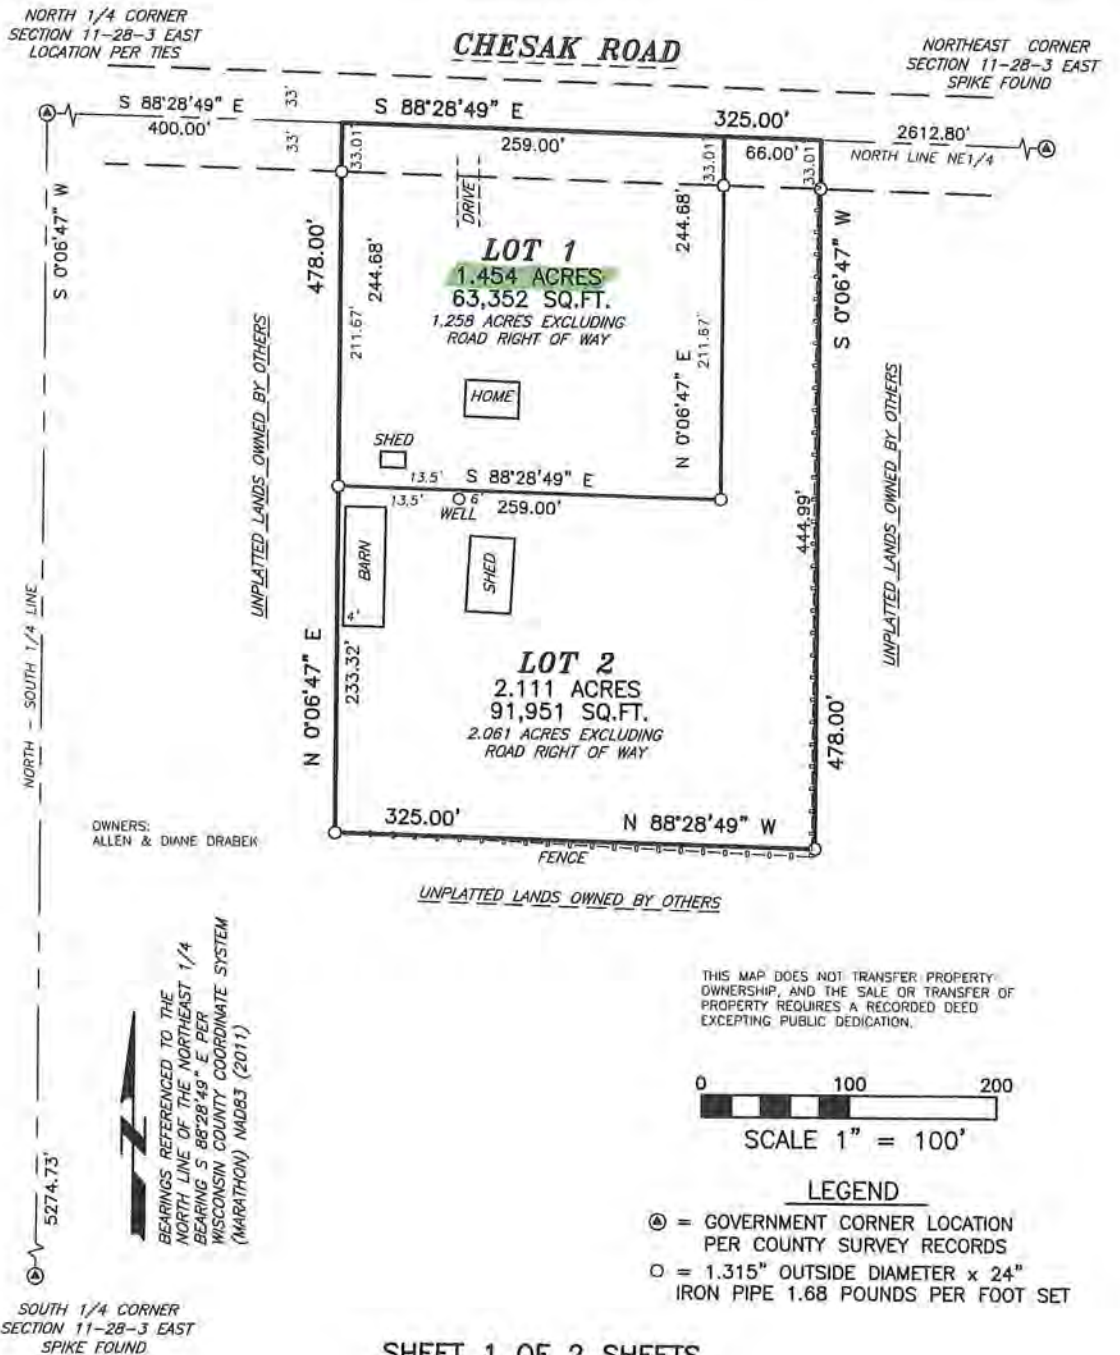 NORTH 1/4 CORNER
SECTION 11-28-3 EAST
LOCATION PER TIES
CHESAK ROAD
NORTHEAST CORNER
SECTION 11-28-3 EAST
SPIKE FOUND
S 88°28'49" E
400.00'
33'
33'
S 88°28'49" E
325.00'
259.00'
66.00'
2612.80'
NORTH LINE NE1/4
33.01'
33.01'
33.01'
DRIVE
S 0°06'47" W
478.00'
244.68'
211.67'
LOT 1
1.454 ACRES
63,352 SQ.FT.
1.258 ACRES EXCLUDING
ROAD RIGHT OF WAY
244.68'
211.67'
N 0°06'47" E
S 0°06'47" W
UNPLATTED LANDS OWNED BY OTHERS
UNPLATTED LANDS OWNED BY OTHERS
HOME
SHED
13.5'
S 88°28'49" E
13.5'
6'
WELL
259.00'
BARN
4'
SHED
444.99'
NORTH - SOUTH 1/4 LINE
N 0°06'47" E
233.32'
LOT 2
2.111 ACRES
91,951 SQ.FT.
2.061 ACRES EXCLUDING
ROAD RIGHT OF WAY
478.00'
325.00'
N 88°28'49" W
FENCE
OWNERS:
ALLEN & DIANE DRABEK
UNPLATTED LANDS OWNED BY OTHERS
BEARINGS REFERENCED TO THE
NORTH LINE OF THE NORTHEAST 1/4
BEARING S 88°28'49" E PER
WISCONSIN COUNTY COORDINATE SYSTEM
(MARATHON) NAD83 (2011)
THIS MAP DOES NOT TRANSFER PROPERTY
OWNERSHIP, AND THE SALE OR TRANSFER OF
PROPERTY REQUIRES A RECORDED DEED
EXCEPTING PUBLIC DEDICATION.
0 100 200
SCALE 1" = 100'
LEGEND
= GOVERNMENT CORNER LOCATION
PER COUNTY SURVEY RECORDS
= 1.315" OUTSIDE DIAMETER x 24"
IRON PIPE 1.68 POUNDS PER FOOT SET
5274.73'
SOUTH 1/4 CORNER
SECTION 11-28-3 EAST
SPIKE FOUND
SHEET 1 OF 2 SHEETS